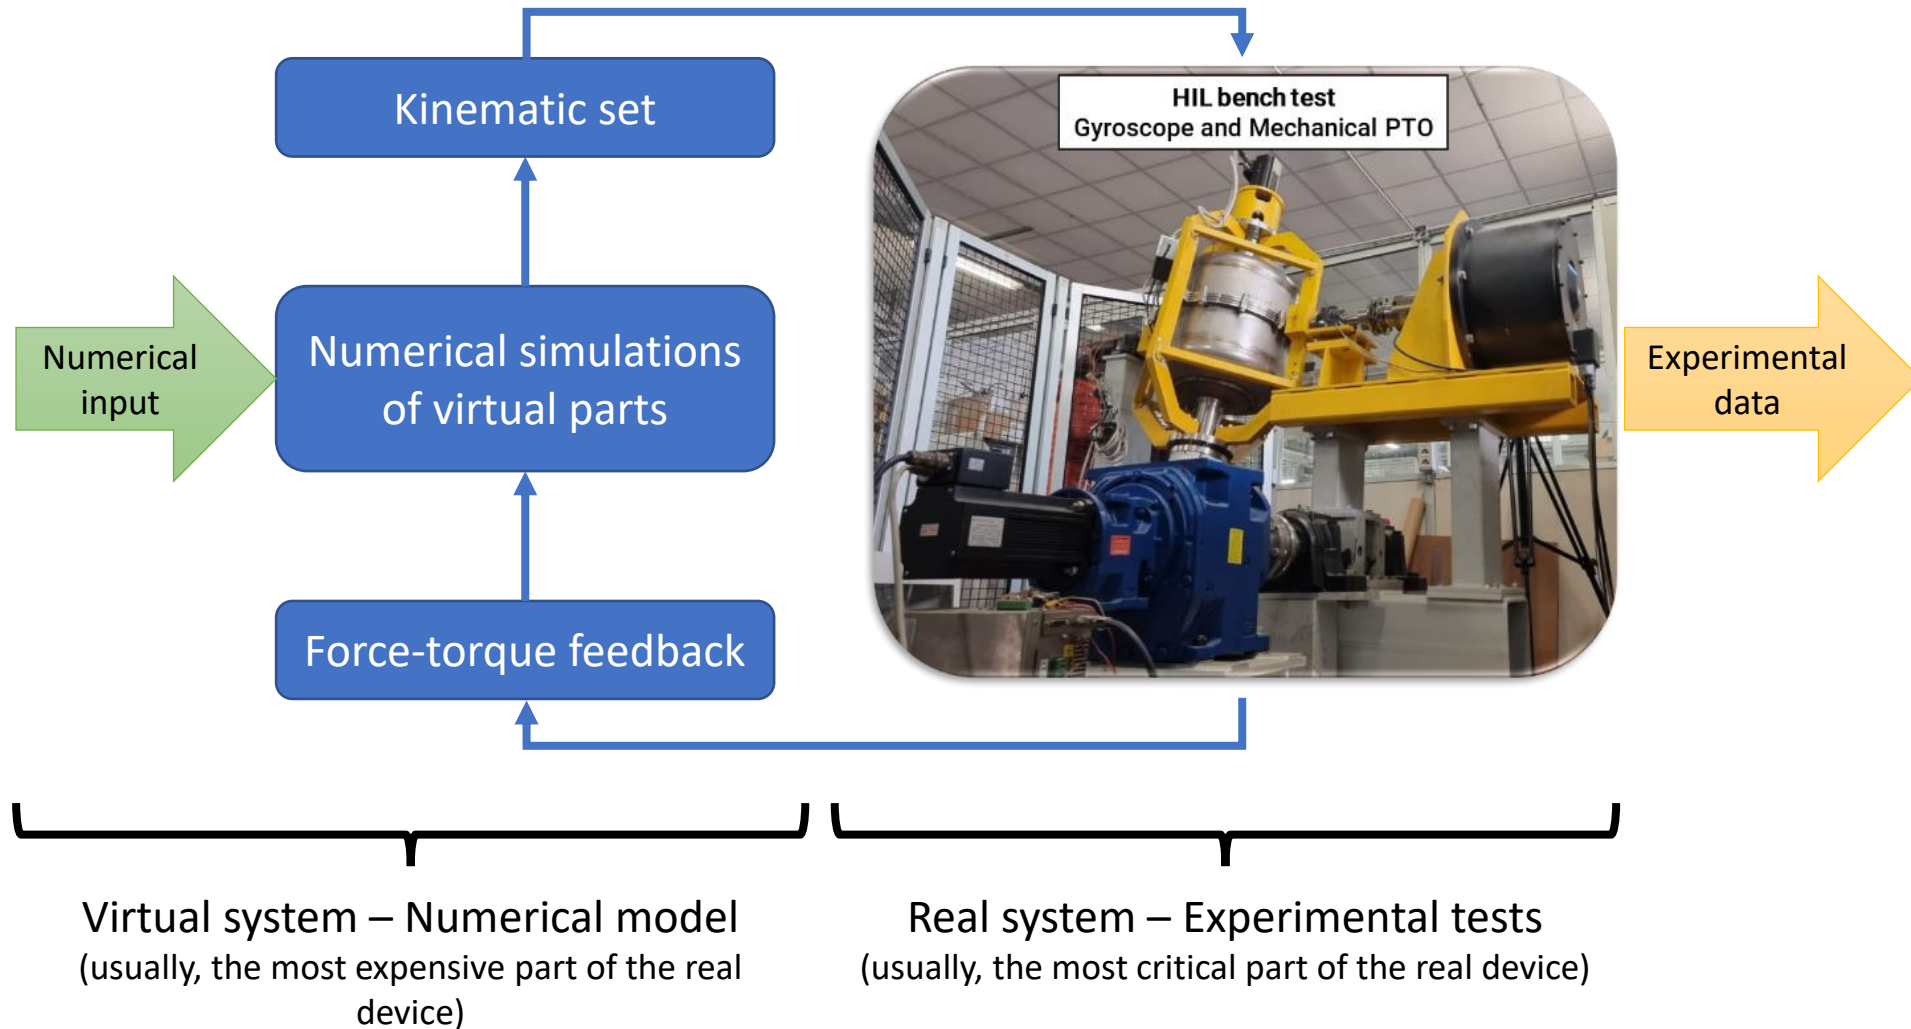 Kinematic set
HIL bench test
Gyroscope and Mechanical PTO
Numerical
input
Numerical simulations
of virtual parts
Experimental
data
Force-torque feedback
Virtual system – Numerical model
(usually, the most expensive part of the real
device)
Real system – Experimental tests
(usually, the most critical part of the real device)